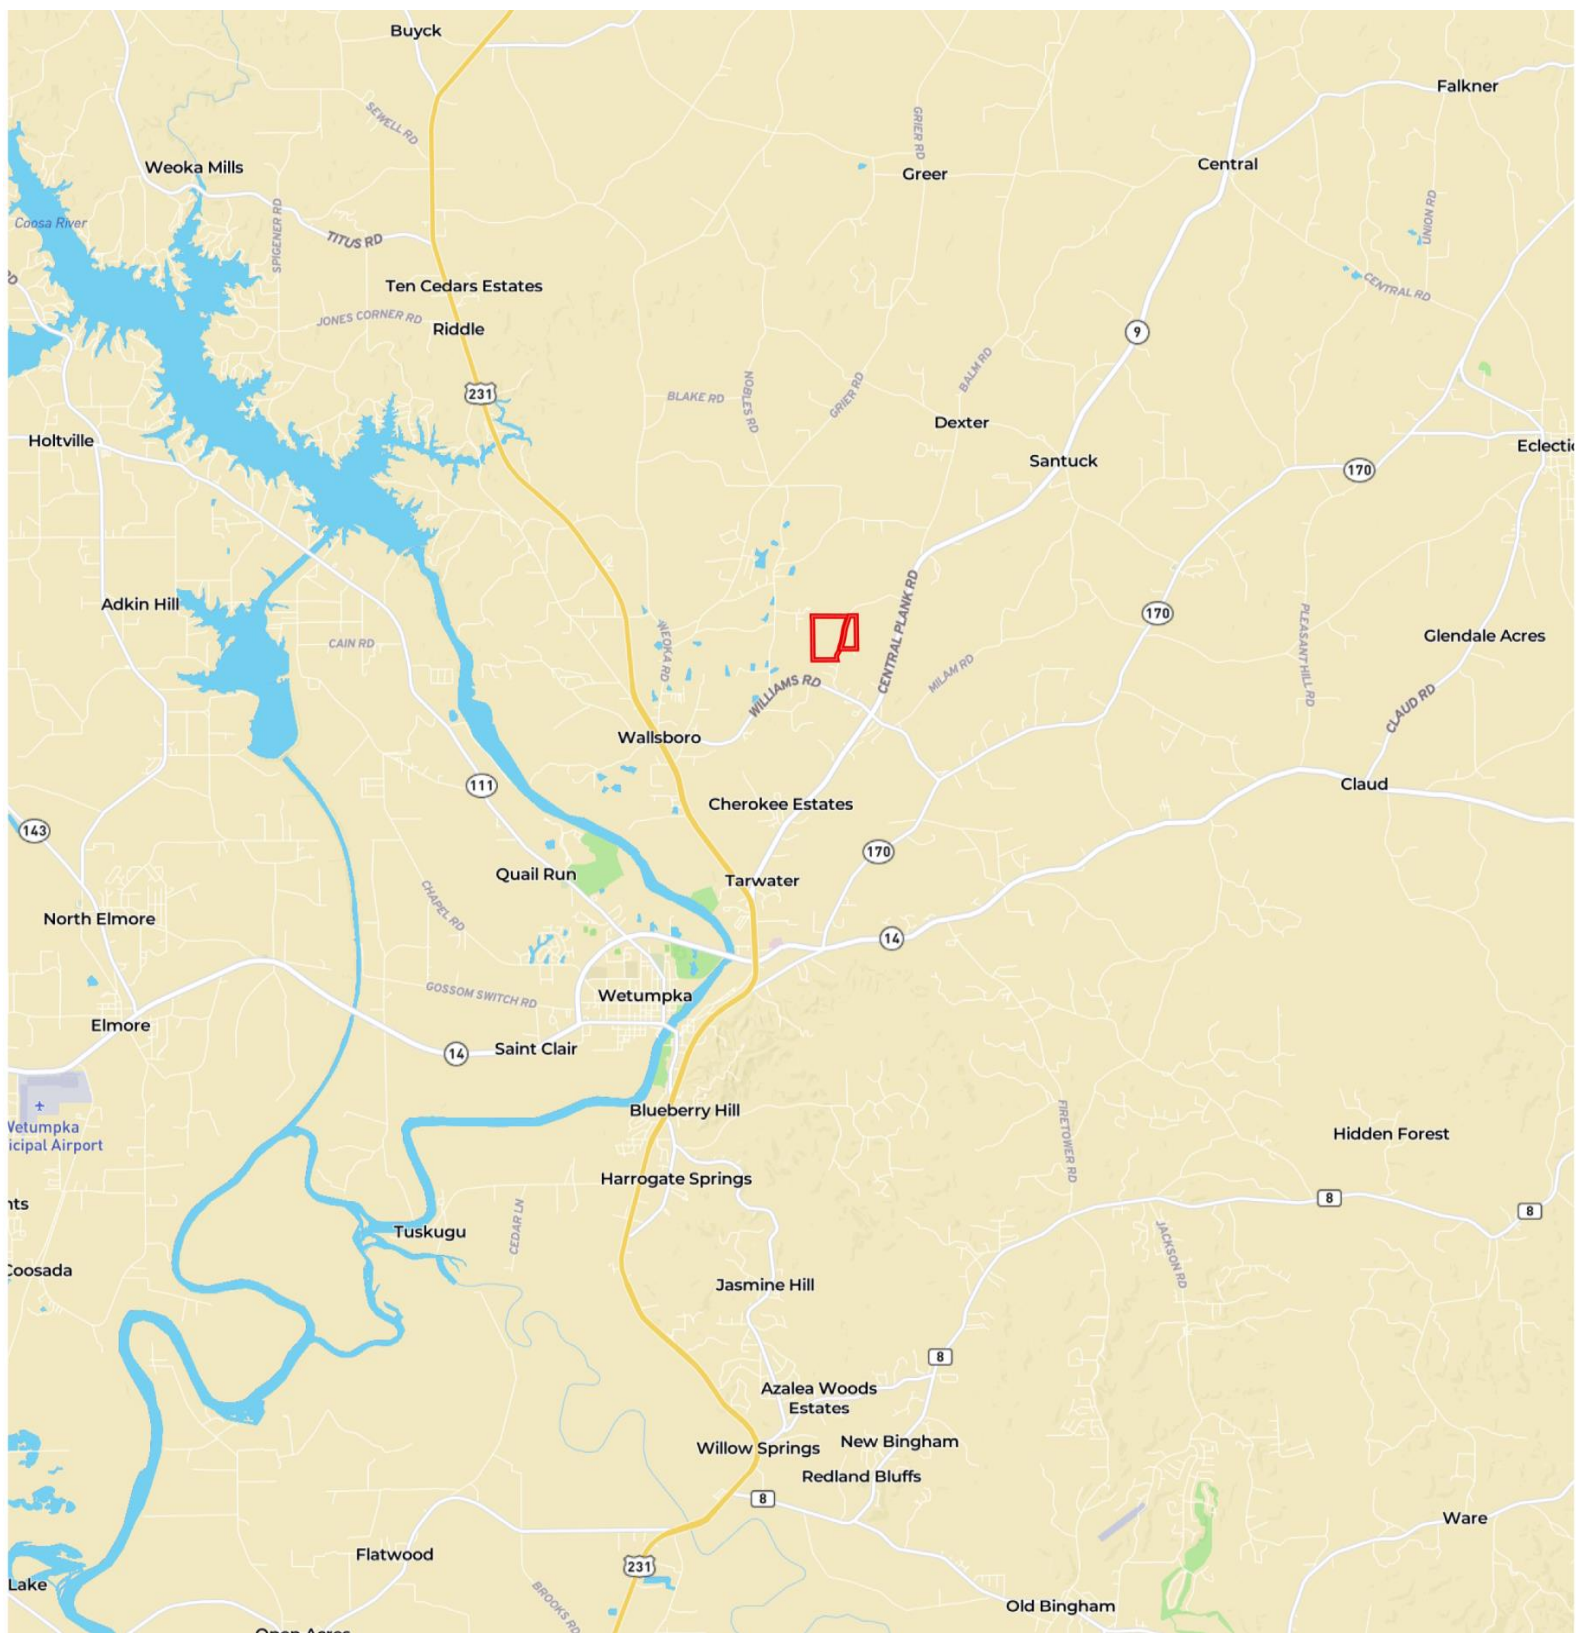 Buyck
Falkner
SEWELL RD
GRIER RD
Central
Weoka Mills
Greer
Coosa River
SPIGENER RD
UNION RD
TITUS RD
RD
CENTRAL RD
Ten Cedars Estates
JONES CORNER RD
Riddle
9
BALM RD
231
BLAKE RD
NOBLES RD
GRIER RD
Dexter
Holtville
Santuck
170
Eclectic
Adkin Hill
CENTRAL PLANK RD
170
CAIN RD
WEOKA RD
PLEASANT HILL RD
Glendale Acres
MILAM RD
WILLIAMS RD
CLAUD RD
Wallsboro
111
Claud
Cherokee Estates
143
170
Quail Run
Tarwater
CHAPEL RD
North Elmore
14
GOSSOM SWITCH RD
Wetumpka
Elmore
14
Saint Clair
Wetumpka
icipal Airport
Blueberry Hill
FIRETOWER RD
Hidden Forest
Harrogate Springs
nts
8
8
CEDAR LN
Tuskugu
JACKSON RD
Coosada
Jasmine Hill
8
Azalea Woods
Estates
Willow Springs
New Bingham
Redland Bluffs
8
Ware
Flatwood
231
Lake
BROOKS RD
Old Bingham
Open Acres